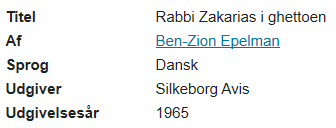 Titel Rabbi Zakarias i ghettoen
Af Ben-Zion Epelman
Sprog Dansk
Udgiver Silkeborg Avis
Udgivelsesår 1965